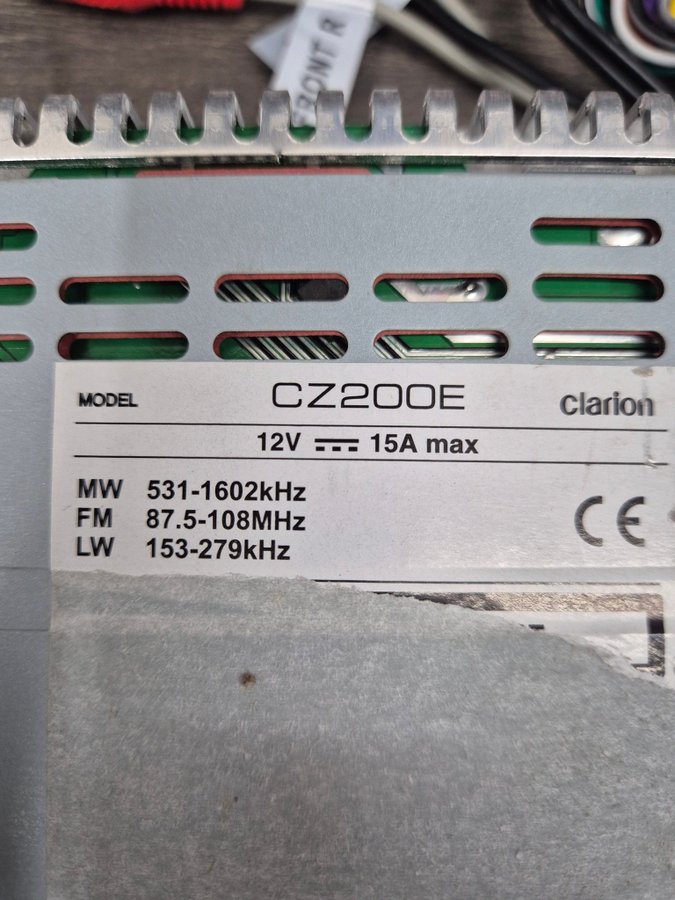 FRONT R
MODEL CZ200E clarion
12V ⎓ 15A max
MW 531-1602kHz
FM 87.5-108MHz
LW 153-279kHz
CE